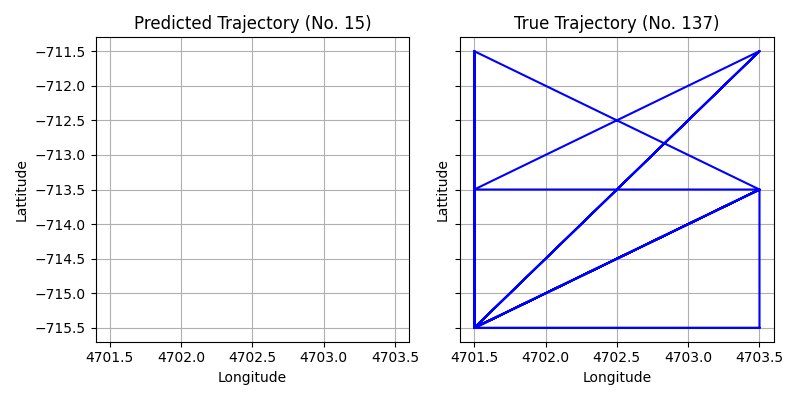 Predicted Trajectory (No. 15)
True Trajectory (No. 137)
Lattitude
−711.5
−712.0
−712.5
−713.0
−713.5
−714.0
−714.5
−715.0
−715.5
4701.5 4702.0 4702.5 4703.0 4703.5
Longitude
Lattitude
4701.5 4702.0 4702.5 4703.0 4703.5
Longitude